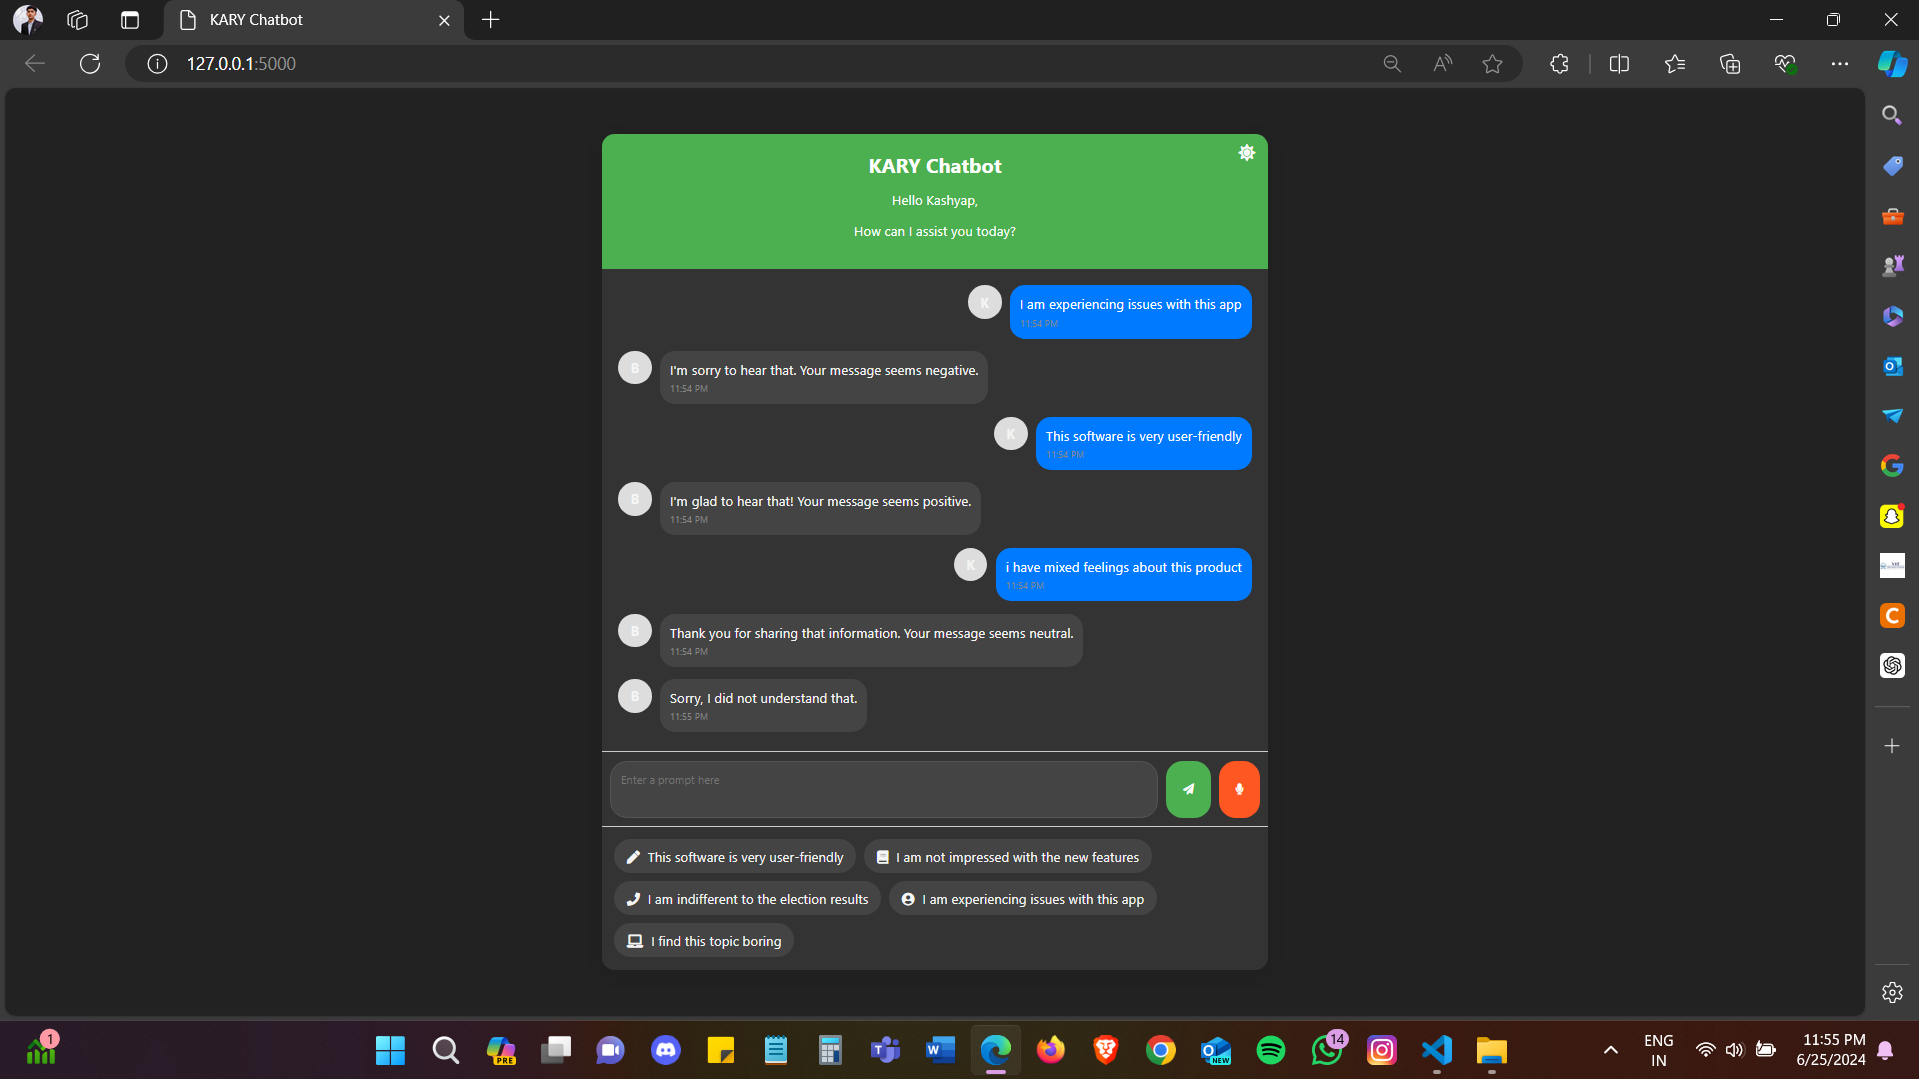 KARY Chatbot
127.0.0.1:5000
KARY Chatbot
Hello Kashyap,
How can I assist you today?
K
I am experiencing issues with this app
11:54 PM
B
I'm sorry to hear that. Your message seems negative.
11:54 PM
K
This software is very user-friendly
11:54 PM
B
I'm glad to hear that! Your message seems positive.
11:54 PM
K
i have mixed feelings about this product
11:54 PM
B
Thank you for sharing that information. Your message seems neutral.
11:54 PM
B
Sorry, I did not understand that.
11:55 PM
Enter a prompt here
This software is very user-friendly
I am not impressed with the new features
I am indifferent to the election results
I am experiencing issues with this app
I find this topic boring
1
PRE
NEW
14
ENG
IN
11:55 PM
6/25/2024